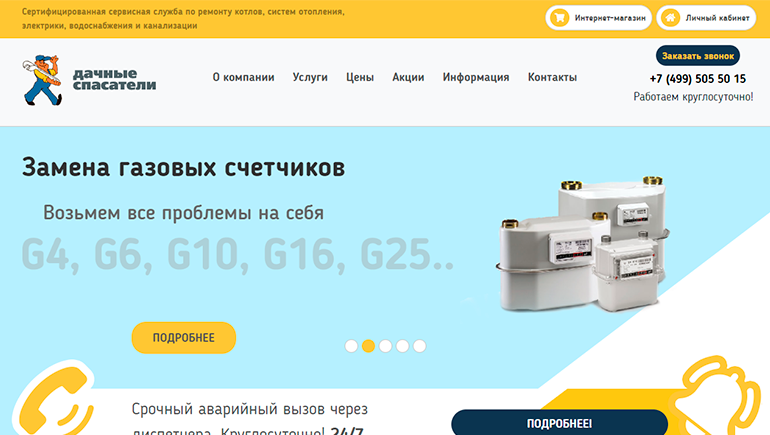 Сертифицированная сервисная служба по ремонту котлов, систем отопления,
электрики, водоснабжения и канализации
Интернет-магазин
Личный кабинет
дачные
спасатели
О компании Услуги Цены Акции Информация Контакты
Заказать звонок
+7 (499) 505 50 15
Работаем круглосуточно!
Замена газовых счетчиков
Возьмем все проблемы на себя
G4, G6, G10, G16, G25..
ПОДРОБНЕЕ
Срочный аварийный вызов через
диспетчера. Круглосуточно! 24/7
ПОДРОБНЕЕ!